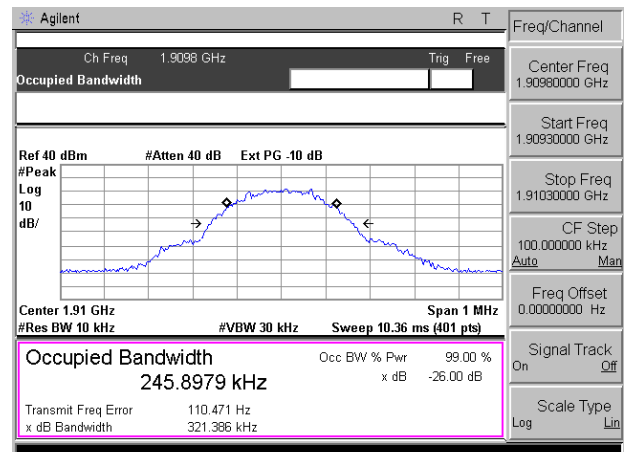 Agilent R T
Ch Freq 1.9098 GHz Trig Free
Occupied Bandwidth
Ref 40 dBm #Atten 40 dB Ext PG -10 dB
#Peak
Log
10
dB/
Center 1.91 GHz Span 1 MHz
#Res BW 10 kHz #VBW 30 kHz Sweep 10.36 ms (401 pts)
Occupied Bandwidth Occ BW % Pwr 99.00 %
245.8979 kHz x dB -26.00 dB
Transmit Freq Error 110.471 Hz
x dB Bandwidth 321.386 kHz
Freq/Channel
Center Freq
1.90980000 GHz
Start Freq
1.90930000 GHz
Stop Freq
1.91030000 GHz
CF Step
100.000000 kHz
Auto Man
Freq Offset
0.00000000 Hz
Signal Track
On Off
Scale Type
Log Lin